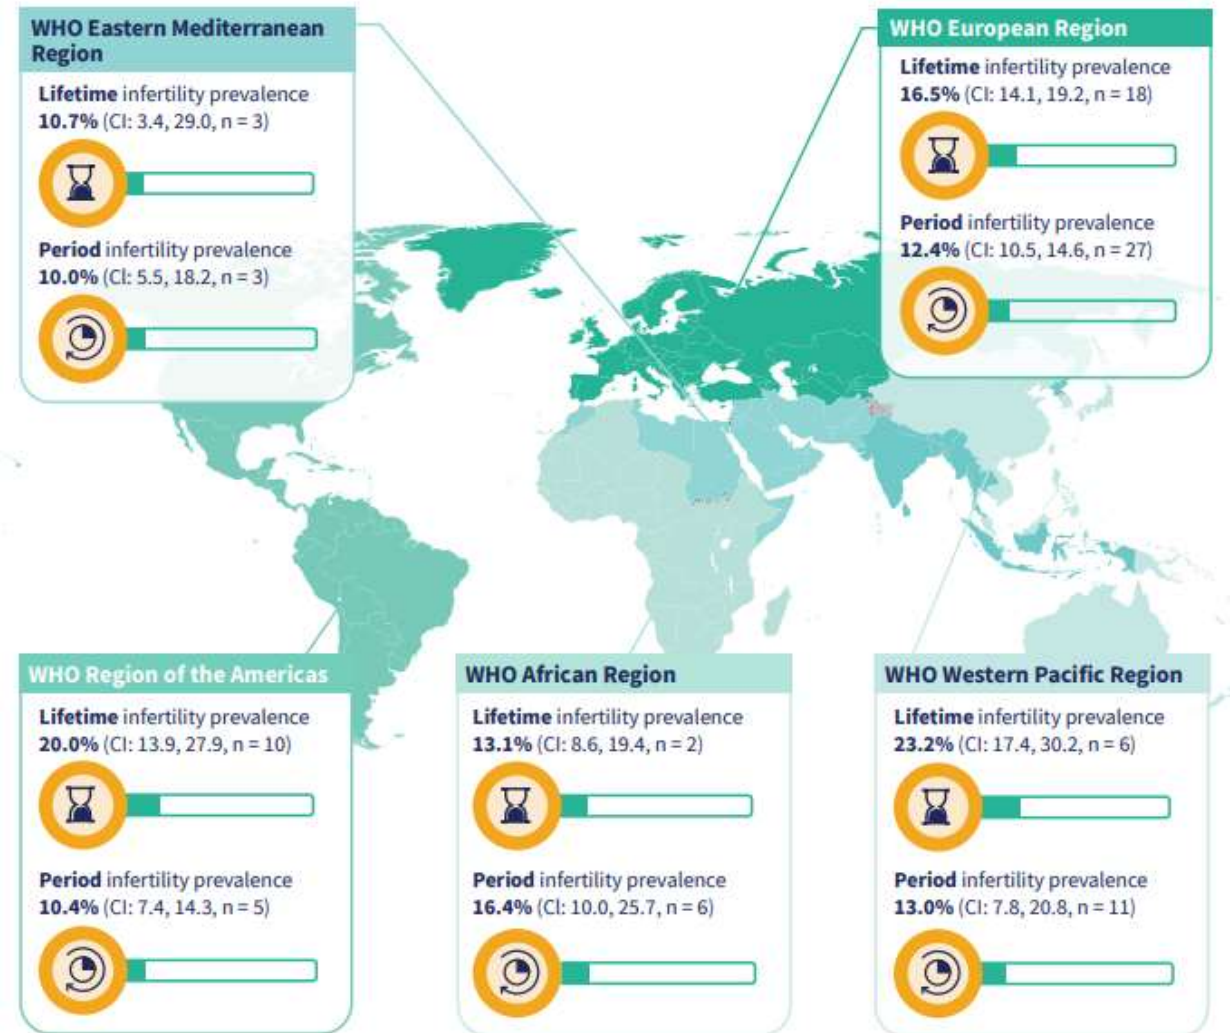 WHO Eastern Mediterranean
Region
Lifetime infertility prevalence
10.7% (CI: 3.4, 29.0, n = 3)
Period infertility prevalence
10.0% (CI: 5.5, 18.2, n = 3)
WHO European Region
Lifetime infertility prevalence
16.5% (CI: 14.1, 19.2, n = 18)
Period infertility prevalence
12.4% (CI: 10.5, 14.6, n = 27)
WHO Region of the Americas
Lifetime infertility prevalence
20.0% (CI: 13.9, 27.9, n = 10)
Period infertility prevalence
10.4% (CI: 7.4, 14.3, n = 5)
WHO African Region
Lifetime infertility prevalence
13.1% (CI: 8.6, 19.4, n = 2)
Period infertility prevalence
16.4% (CI: 10.0, 25.7, n = 6)
WHO Western Pacific Region
Lifetime infertility prevalence
23.2% (CI: 17.4, 30.2, n = 6)
Period infertility prevalence
13.0% (CI: 7.8, 20.8, n = 11)